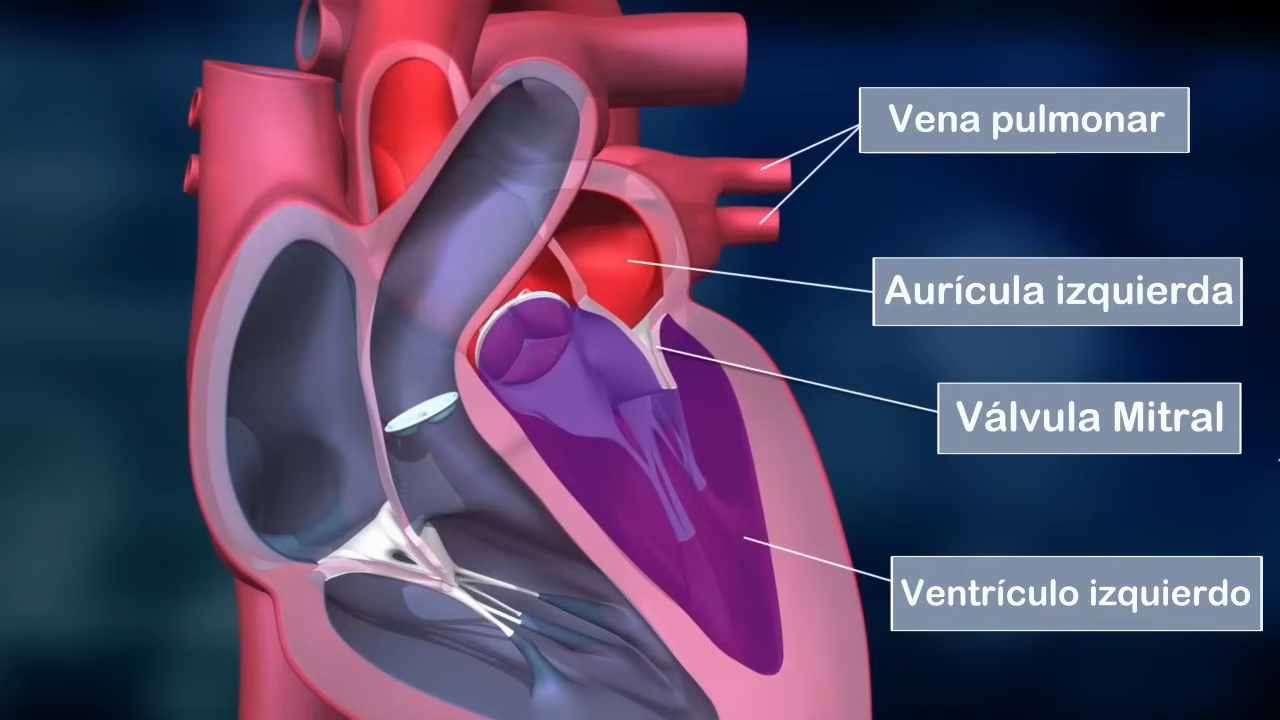 Vena pulmonar
Aurícula izquierda
Válvula Mitral
Ventrículo izquierdo